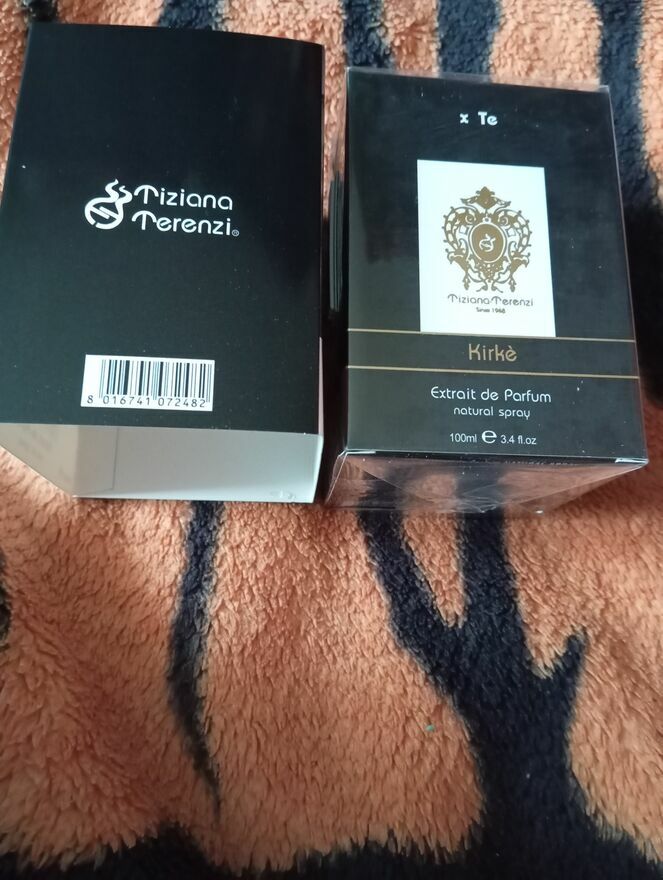 Tiziana
Terenzi®
8 016741 072482
x Te
Tiziana Terenzi
Since 1968
Kirkè
Extrait de Parfum
natural spray
100ml e 3.4 fl.oz